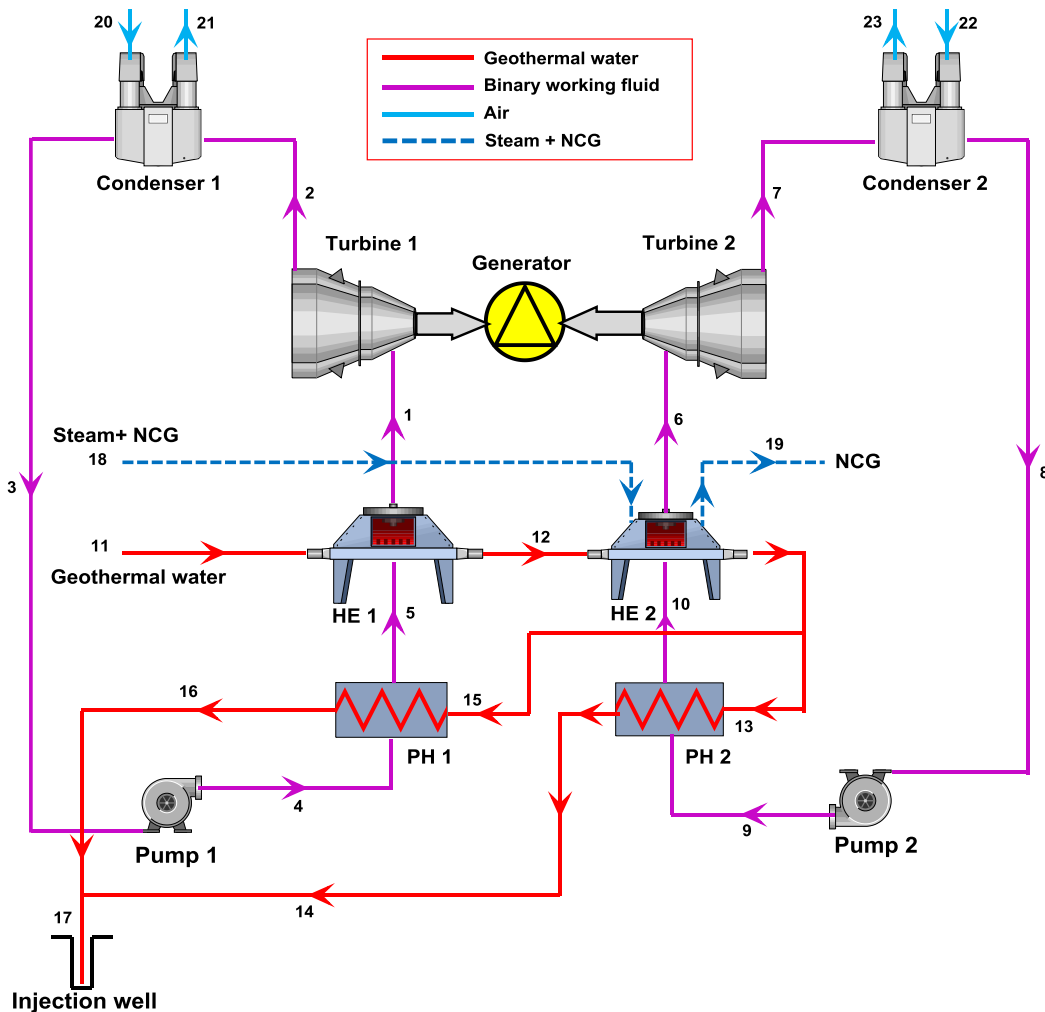 20
21
23
22
Geothermal water
Binary working fluid
Air
Steam + NCG
Condenser 1
Condenser 2
2
7
Turbine 1
Turbine 2
Generator
1
6
Steam+ NCG
18
19
NCG
3
8
11
12
Geothermal water
HE 1
5
HE 2
10
16
15
13
PH 1
PH 2
4
9
Pump 1
Pump 2
17
14
Injection well